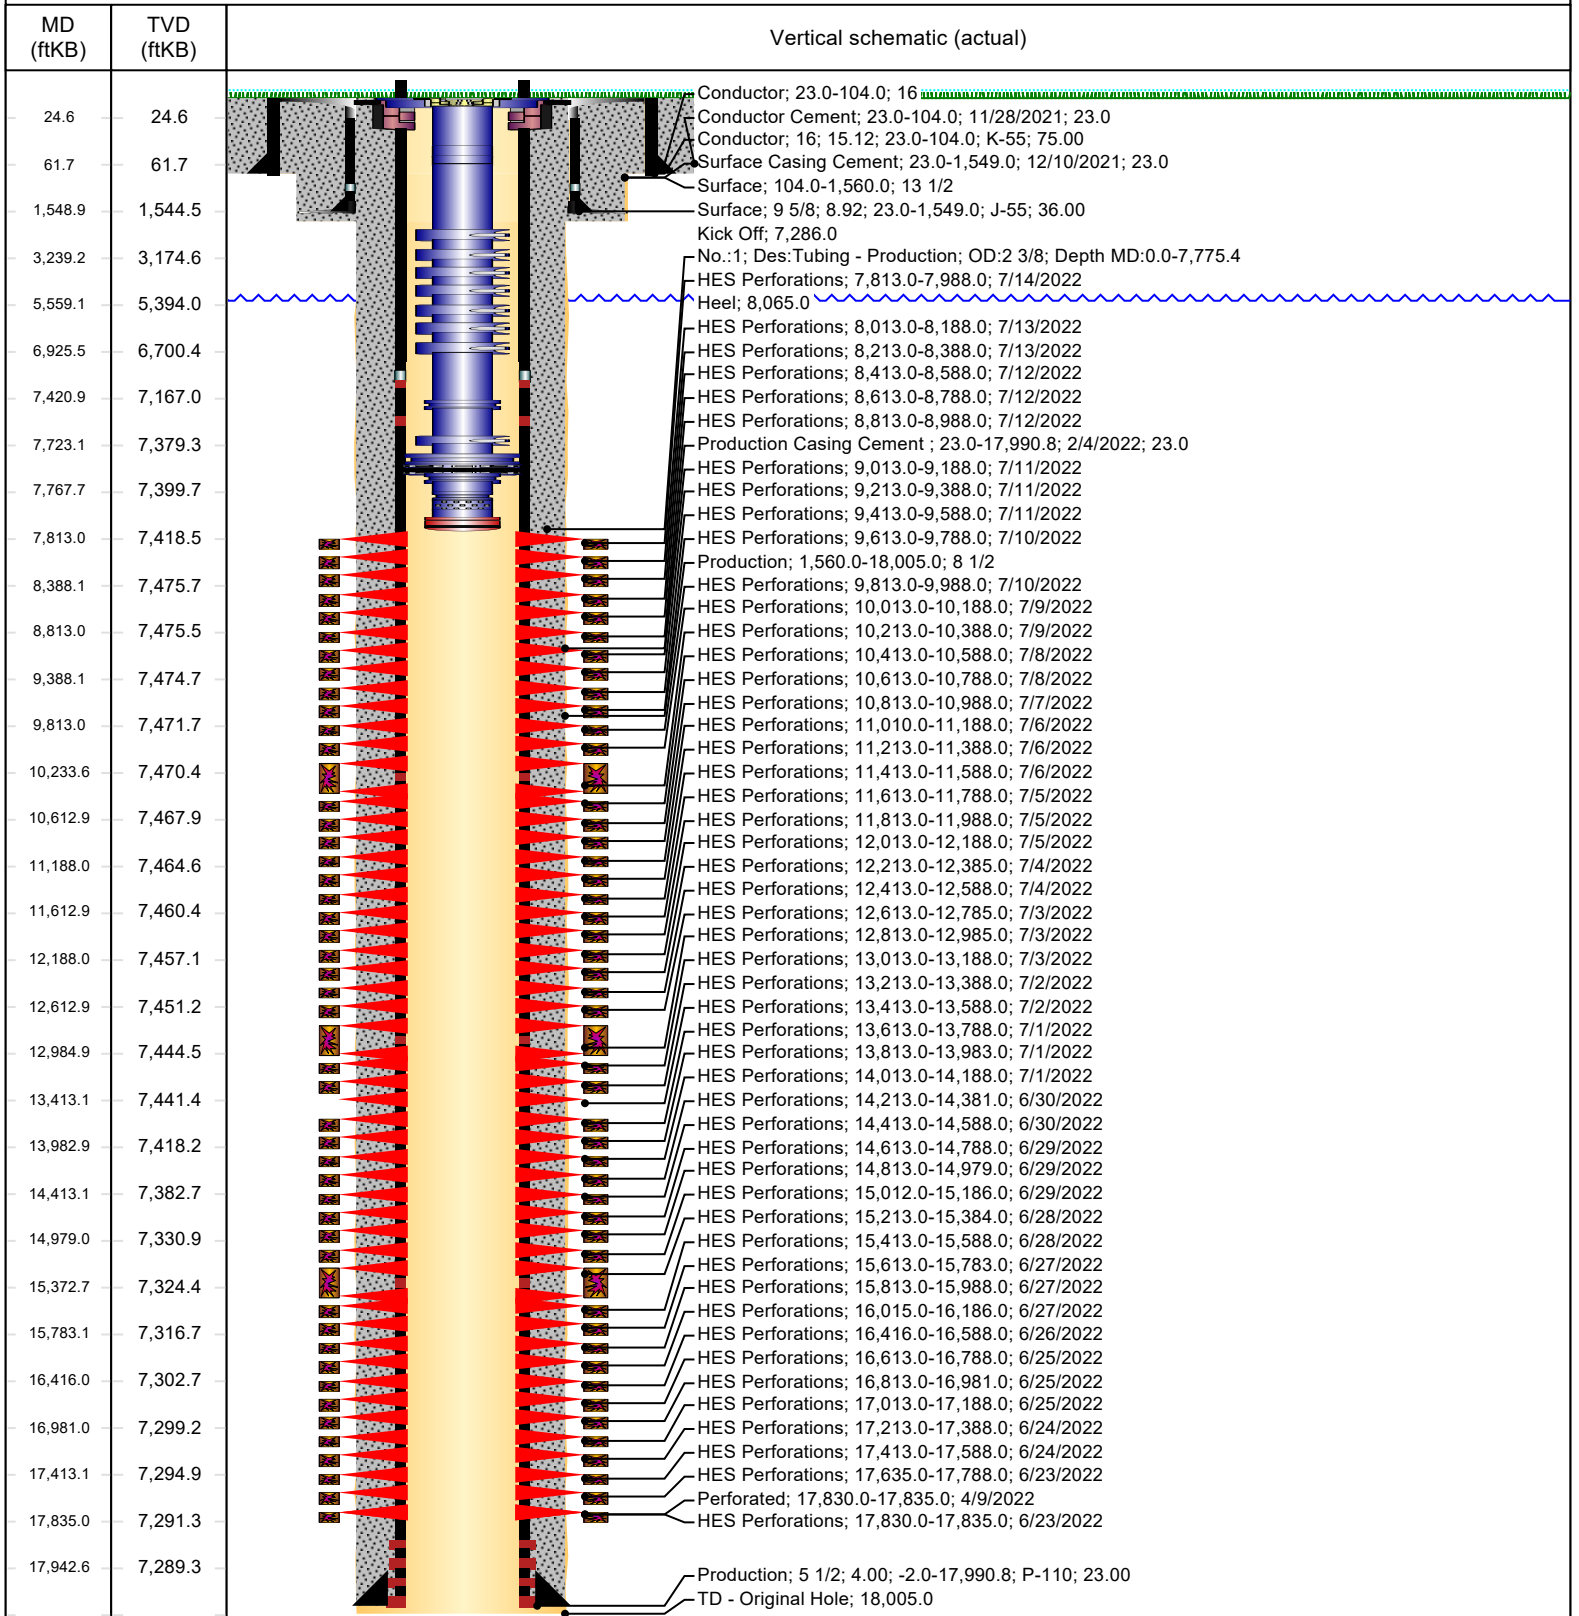 MD (ftKB)
TVD (ftKB)
Vertical schematic (actual)
24.6 24.6
61.7 61.7
1,548.9 1,544.5
3,239.2 3,174.6
5,559.1 5,394.0
6,925.5 6,700.4
7,420.9 7,167.0
7,723.1 7,379.3
7,767.7 7,399.7
7,813.0 7,418.5
8,388.1 7,475.7
8,813.0 7,475.5
9,388.1 7,474.7
9,813.0 7,471.7
10,233.6 7,470.4
10,612.9 7,467.9
11,188.0 7,464.6
11,612.9 7,460.4
12,188.0 7,457.1
12,612.9 7,451.2
12,984.9 7,444.5
13,413.1 7,441.4
13,982.9 7,418.2
14,413.1 7,382.7
14,979.0 7,330.9
15,372.7 7,324.4
15,783.1 7,316.7
16,416.0 7,302.7
16,981.0 7,299.2
17,413.1 7,294.9
17,835.0 7,291.3
17,942.6 7,289.3
Conductor; 23.0-104.0; 16
Conductor Cement; 23.0-104.0; 11/28/2021; 23.0
Conductor; 16; 15.12; 23.0-104.0; K-55; 75.00
Surface Casing Cement; 23.0-1,549.0; 12/10/2021; 23.0
Surface; 104.0-1,560.0; 13 1/2
Surface; 9 5/8; 8.92; 23.0-1,549.0; J-55; 36.00
Kick Off; 7,286.0
No.:1; Des:Tubing - Production; OD:2 3/8; Depth MD:0.0-7,775.4
HES Perforations; 7,813.0-7,988.0; 7/14/2022
Heel; 8,065.0
HES Perforations; 8,013.0-8,188.0; 7/13/2022
HES Perforations; 8,213.0-8,388.0; 7/13/2022
HES Perforations; 8,413.0-8,588.0; 7/12/2022
HES Perforations; 8,613.0-8,788.0; 7/12/2022
HES Perforations; 8,813.0-8,988.0; 7/12/2022
Production Casing Cement ; 23.0-17,990.8; 2/4/2022; 23.0
HES Perforations; 9,013.0-9,188.0; 7/11/2022
HES Perforations; 9,213.0-9,388.0; 7/11/2022
HES Perforations; 9,413.0-9,588.0; 7/11/2022
HES Perforations; 9,613.0-9,788.0; 7/10/2022
Production; 1,560.0-18,005.0; 8 1/2
HES Perforations; 9,813.0-9,988.0; 7/10/2022
HES Perforations; 10,013.0-10,188.0; 7/9/2022
HES Perforations; 10,213.0-10,388.0; 7/9/2022
HES Perforations; 10,413.0-10,588.0; 7/8/2022
HES Perforations; 10,613.0-10,788.0; 7/8/2022
HES Perforations; 10,813.0-10,988.0; 7/7/2022
HES Perforations; 11,010.0-11,188.0; 7/6/2022
HES Perforations; 11,213.0-11,388.0; 7/6/2022
HES Perforations; 11,413.0-11,588.0; 7/6/2022
HES Perforations; 11,613.0-11,788.0; 7/5/2022
HES Perforations; 11,813.0-11,988.0; 7/5/2022
HES Perforations; 12,013.0-12,188.0; 7/5/2022
HES Perforations; 12,213.0-12,385.0; 7/4/2022
HES Perforations; 12,413.0-12,588.0; 7/4/2022
HES Perforations; 12,613.0-12,785.0; 7/3/2022
HES Perforations; 12,813.0-12,985.0; 7/3/2022
HES Perforations; 13,013.0-13,188.0; 7/3/2022
HES Perforations; 13,213.0-13,388.0; 7/2/2022
HES Perforations; 13,413.0-13,588.0; 7/2/2022
HES Perforations; 13,613.0-13,788.0; 7/1/2022
HES Perforations; 13,813.0-13,983.0; 7/1/2022
HES Perforations; 14,013.0-14,188.0; 7/1/2022
HES Perforations; 14,213.0-14,381.0; 6/30/2022
HES Perforations; 14,413.0-14,588.0; 6/30/2022
HES Perforations; 14,613.0-14,788.0; 6/29/2022
HES Perforations; 14,813.0-14,979.0; 6/29/2022
HES Perforations; 15,012.0-15,186.0; 6/29/2022
HES Perforations; 15,213.0-15,384.0; 6/28/2022
HES Perforations; 15,413.0-15,588.0; 6/28/2022
HES Perforations; 15,613.0-15,783.0; 6/27/2022
HES Perforations; 15,813.0-15,988.0; 6/27/2022
HES Perforations; 16,015.0-16,186.0; 6/27/2022
HES Perforations; 16,416.0-16,588.0; 6/26/2022
HES Perforations; 16,613.0-16,788.0; 6/25/2022
HES Perforations; 16,813.0-16,981.0; 6/25/2022
HES Perforations; 17,013.0-17,188.0; 6/25/2022
HES Perforations; 17,213.0-17,388.0; 6/24/2022
HES Perforations; 17,413.0-17,588.0; 6/24/2022
HES Perforations; 17,635.0-17,788.0; 6/23/2022
Perforated; 17,830.0-17,835.0; 4/9/2022
HES Perforations; 17,830.0-17,835.0; 6/23/2022
Production; 5 1/2; 4.00; -2.0-17,990.8; P-110; 23.00
TD - Original Hole; 18,005.0